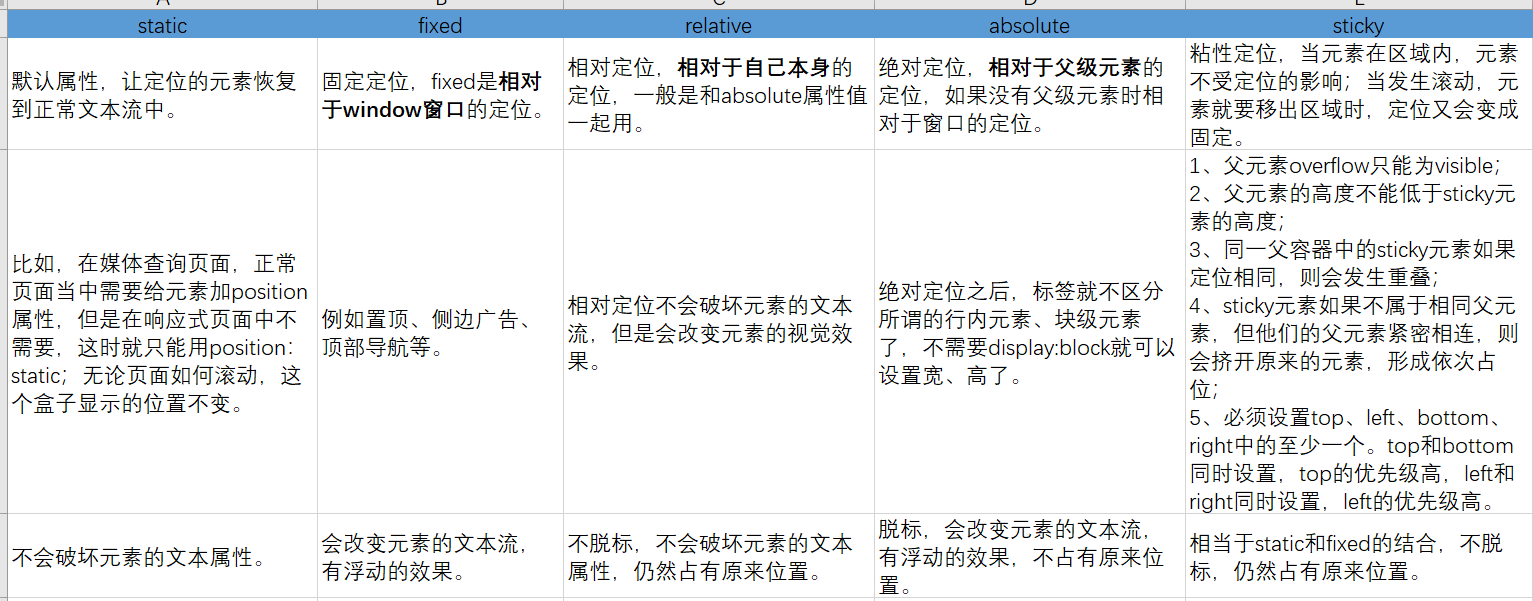 static
fixed
relative
absolute
sticky
默认属性，让定位的元素恢复
到正常文本流中。
固定定位，fixed是相对
于window窗口的定位。
相对定位，相对于自己本身的
定位，一般是和absolute属性值
一起用。
绝对定位，相对于父级元素的
定位，如果没有父级元素时相
对于窗口的定位。
粘性定位，当元素在区域内，元素
不受定位的影响；当发生滚动，元
素就要移出区域时，定位又会变成
固定。
比如，在媒体查询页面，正常
页面当中需要给元素加position
属性，但是在响应式页面中不
需要，这时就只能用position：
static；无论页面如何滚动，这
个盒子显示的位置不变。
例如置顶、侧边广告、
顶部导航等。
相对定位不会破坏元素的文本
流，但是会改变元素的视觉效
果。
绝对定位之后，标签就不区分
所谓的行内元素、块级元素
了，不需要display:block就可以
设置宽、高了。
1、父元素overflow只能为visible；
2、父元素的高度不能低于sticky元
素的高度；
3、同一父容器中的sticky元素如果
定位相同，则会发生重叠；
4、sticky元素如果不属于相同父元
素，但他们的父元素紧密相连，则
会挤开原来的元素，形成依次占
位；
5、必须设置top、left、bottom、
right中的至少一个。top和bottom
同时设置，top的优先级高，left和
right同时设置，left的优先级高。
不会破坏元素的文本属性。
会改变元素的文本流，
有浮动的效果。
不脱标，不会破坏元素的文本
属性，仍然占有原来位置。
脱标，会改变元素的文本流，
有浮动的效果，不占有原来位
置。
相当于static和fixed的结合，不脱
标，仍然占有原来位置。